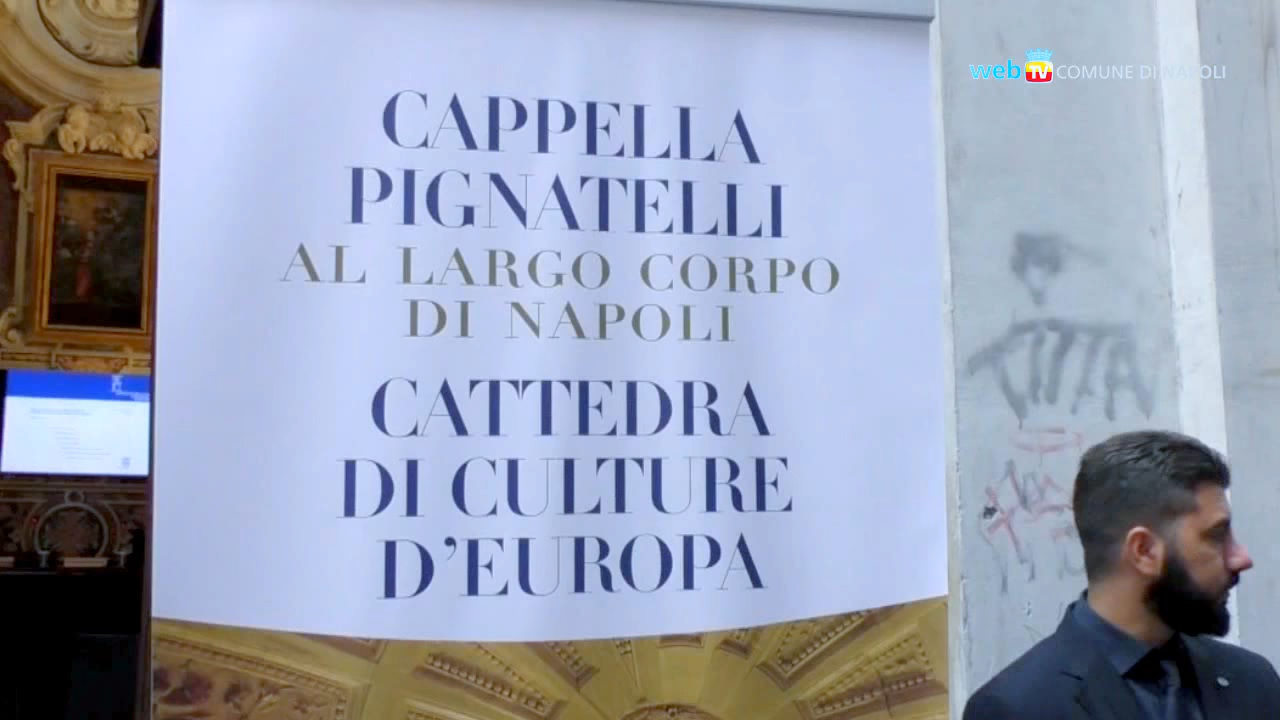 web TV COMUNE DI NAPOLI
CAPPELLA
PIGNATELLI
AL LARGO CORPO
DI NAPOLI
CATTEDRA
DI CULTURE
D'EUROPA